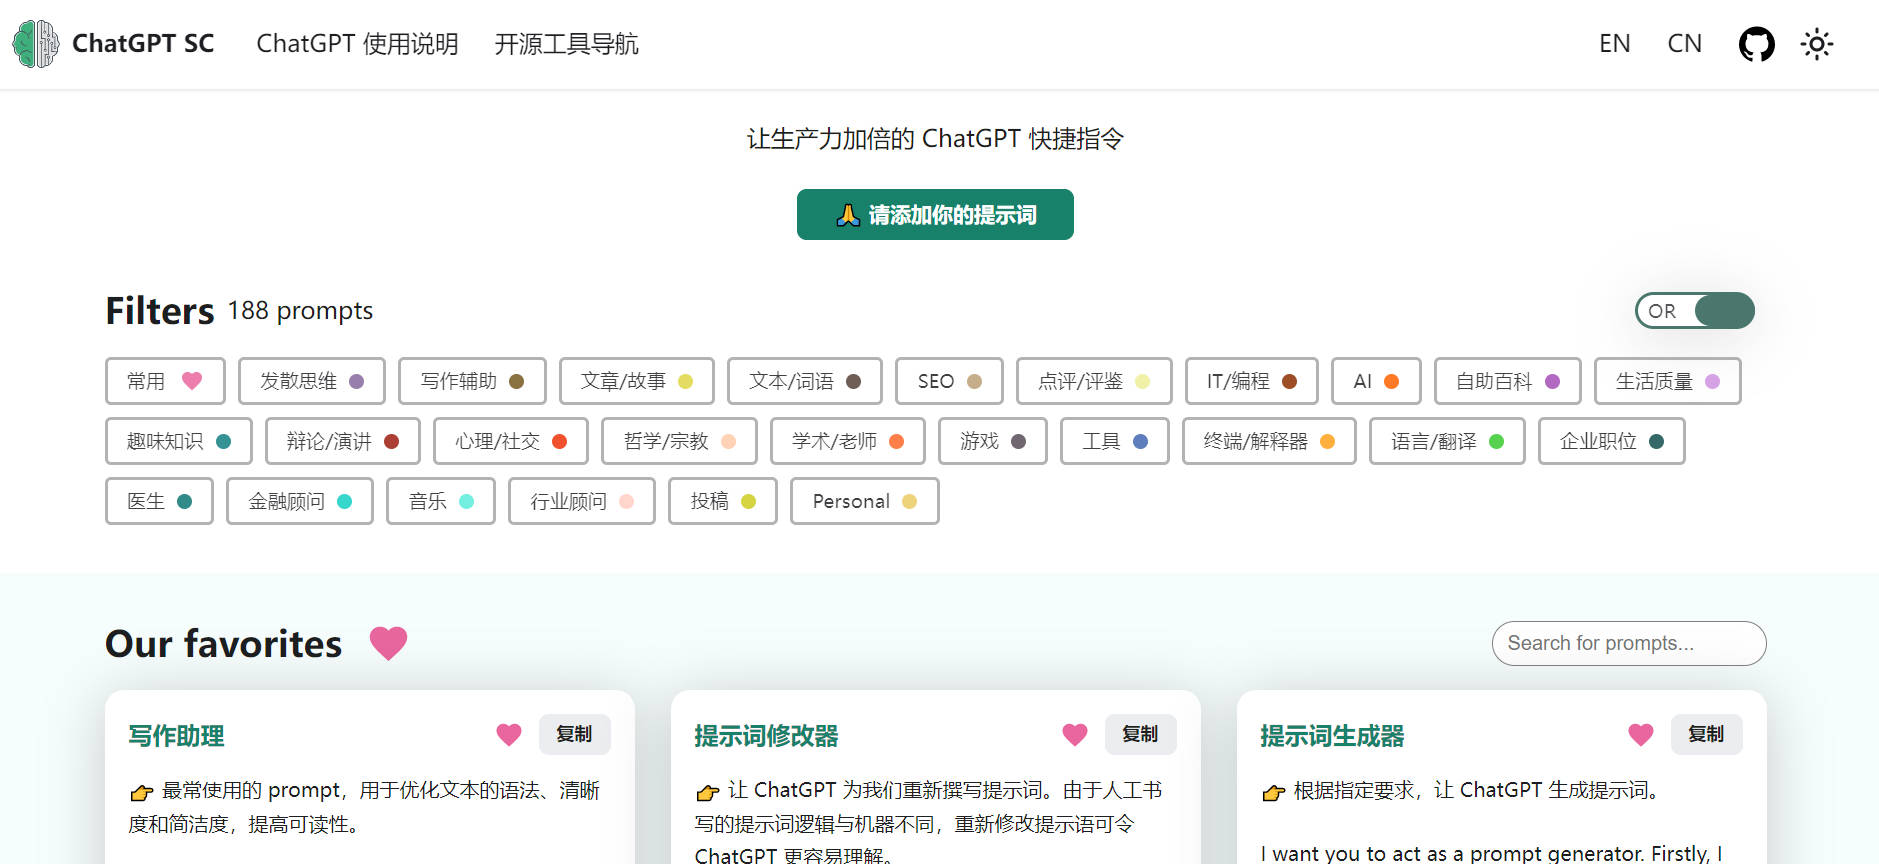 ChatGPT SC ChatGPT 使用说明 开源工具导航 EN CN
让生产力加倍的 ChatGPT 快捷指令
🙏 请添加你的提示词
Filters 188 prompts OR
常用 发散思维 写作辅助 文章/故事 文本/词语 SEO 点评/评鉴 IT/编程 AI 自助百科 生活质量
趣味知识 辩论/演讲 心理/社交 哲学/宗教 学术/老师 游戏 工具 终端/解释器 语言/翻译 企业职位
医生 金融顾问 音乐 行业顾问 投稿 Personal
Our favorites Search for prompts...
写作助理 复制
👉 最常使用的 prompt，用于优化文本的语法、清晰
度和简洁度，提高可读性。
提示词修改器 复制
👉 让 ChatGPT 为我们重新撰写提示词。由于人工书
写的提示词逻辑与机器不同，重新修改提示语可令
ChatGPT 更容易理解。
提示词生成器 复制
👉 根据指定要求，让 ChatGPT 生成提示词。
I want you to act as a prompt generator. Firstly, I